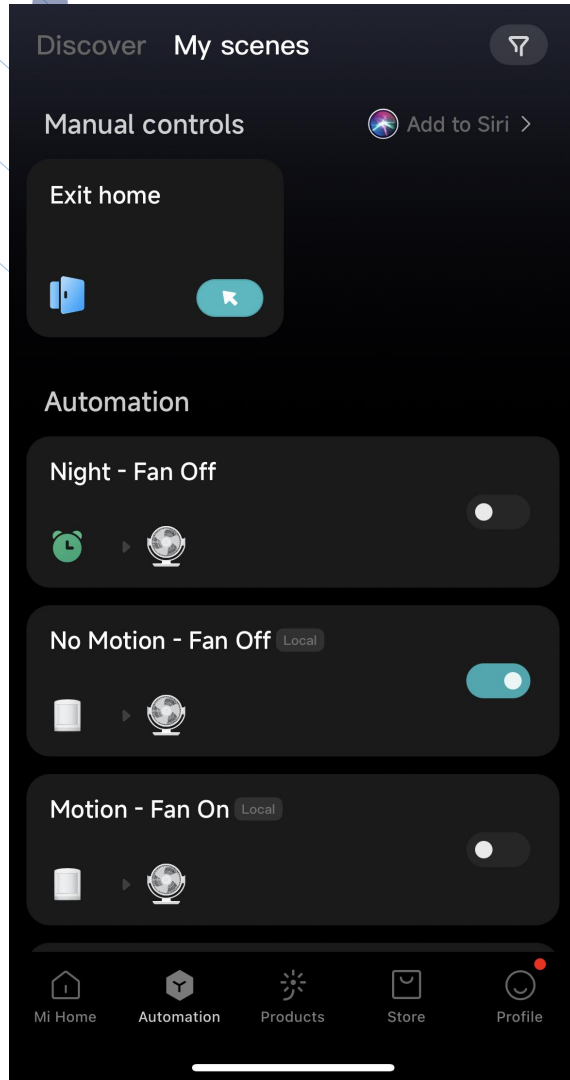 Discover My scenes
Manual controls Add to Siri >
Exit home
Automation
Night - Fan Off
No Motion - Fan Off Local
Motion - Fan On Local
Mi Home Automation Products Store Profile